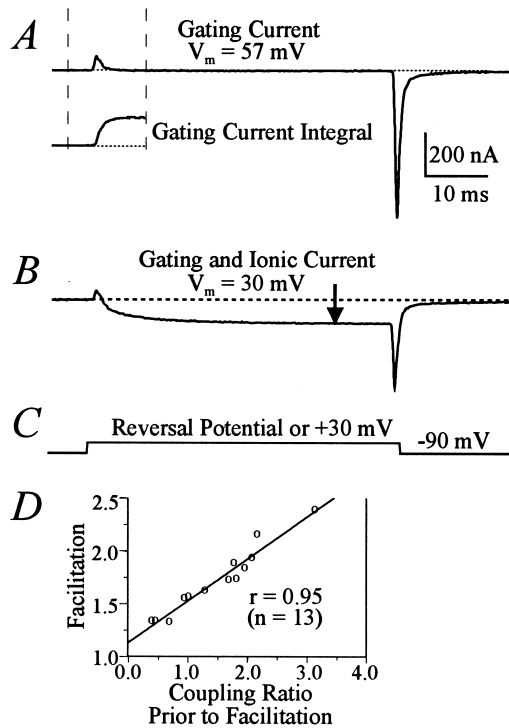 A
Gating Current
Vm = 57 mV
Gating Current Integral
200 nA
10 ms
B
Gating and Ionic Current
Vm = 30 mV
C
Reversal Potential or +30 mV
-90 mV
D
Facilitation
2.5
2.0
1.5
1.0
r = 0.95
(n = 13)
0.0 1.0 2.0 3.0 4.0
Coupling Ratio
Prior to Facilitation